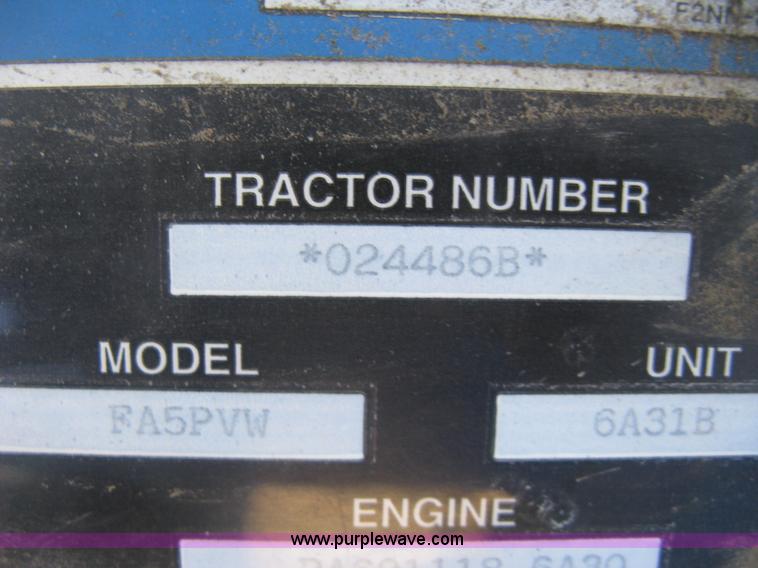 TRACTOR NUMBER
*024486B*
MODEL
UNIT
FA5PVW
6A31B
ENGINE
www.purplewave.com